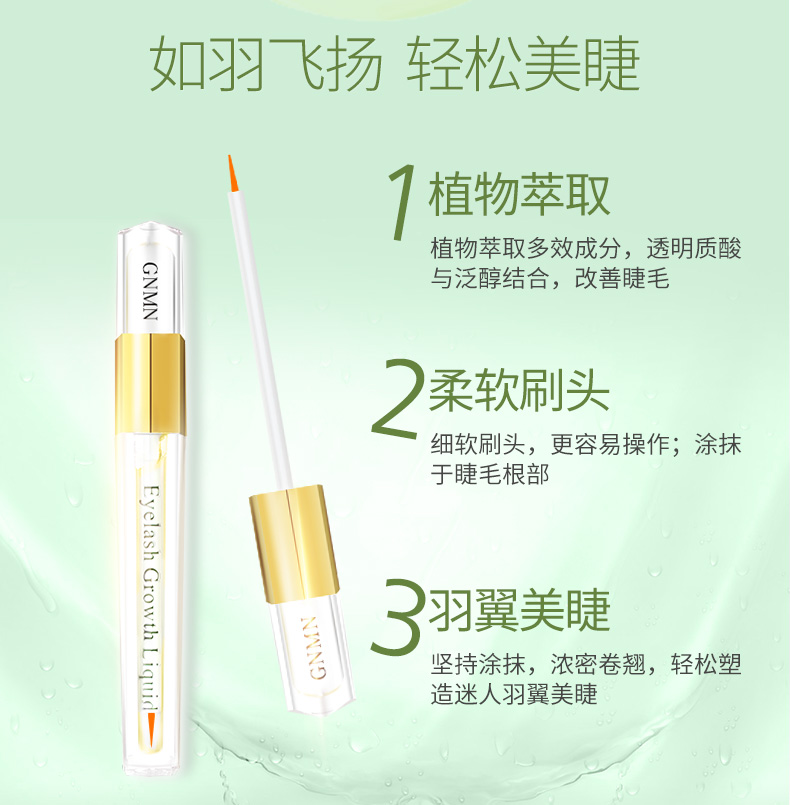 如羽飞扬 轻松美睫
1 植物萃取
植物萃取多效成分，透明质酸
与泛醇结合，改善睫毛
GNMN
2 柔软刷头
细软刷头，更容易操作；涂抹
于睫毛根部
Eyelash Growth Liquid
3 羽翼美睫
GNMN
坚持涂抹，浓密卷翘，轻松塑
造迷人羽翼美睫